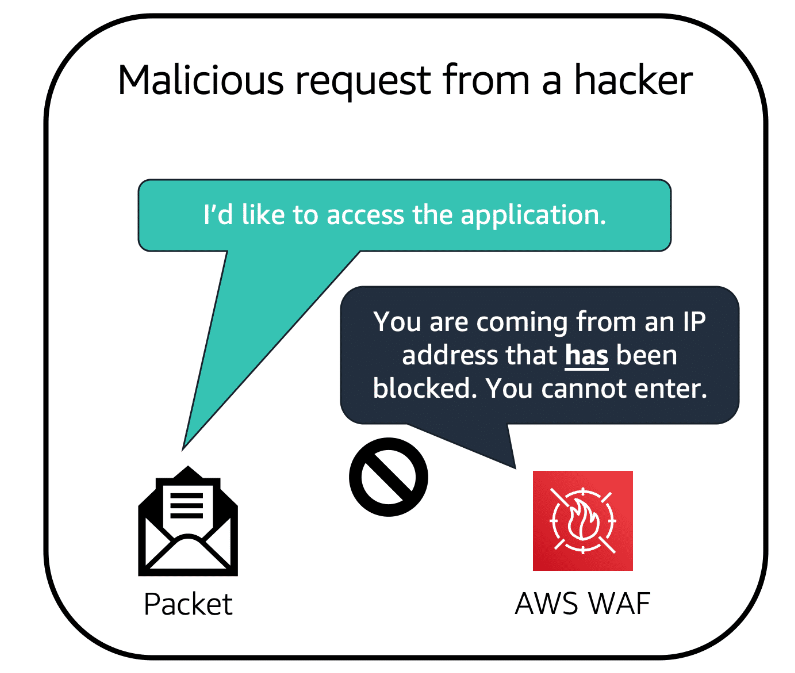 Malicious request from a hacker
I’d like to access the application.
You are coming from an IP
address that has been
blocked. You cannot enter.
Packet
AWS WAF